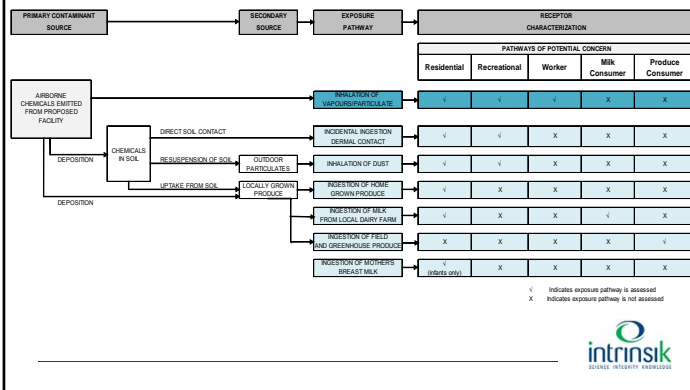 PRIMARY CONTAMINANT
SOURCE
SECONDARY
SOURCE
EXPOSURE
PATHWAY
RECEPTOR
CHARACTERIZATION
PATHWAYS OF POTENTIAL CONCERN
Residential
Recreational
Worker
Milk
Consumer
Produce
Consumer
AIRBORNE
CHEMICALS EMITTED
FROM PROPOSED
FACILITY
INHALATION OF
VAPOURS/PARTICULATE
√ √ √ X X
CHEMICALS
IN SOIL
DIRECT SOIL CONTACT
INCIDENTAL INGESTION
DERMAL CONTACT
√ √ X X X
DEPOSITION
RESUSPENSION OF SOIL
OUTDOOR
PARTICULATES
INHALATION OF DUST
√ √ X X X
UPTAKE FROM SOIL
LOCALLY GROWN
PRODUCE
INGESTION OF HOME
GROWN PRODUCE
√ X X X X
DEPOSITION
INGESTION OF MILK
FROM LOCAL DAIRY FARM
√ X X √ X
INGESTION OF FIELD
AND GREENHOUSE PRODUCE
X X X X √
INGESTION OF MOTHER'S
BREAST MILK
√
(infants only)
X X X X
√ Indicates exposure pathway is assessed
X Indicates exposure pathway is not assessed
intrinsik
SCIENCE INTEGRITY KNOWLEDGE